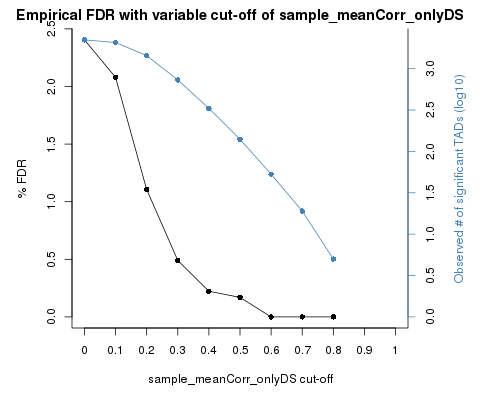 Empirical FDR with variable cut-off of sample_meanCorr_onlyDS
% FDR
2.5
2.0
1.5
1.0
0.5
0.0
3.0
2.5
2.0
1.5
1.0
0.5
0.0
Observed # of significant TADs (log10)
0 0.1 0.2 0.3 0.4 0.5 0.6 0.7 0.8 0.9 1
sample_meanCorr_onlyDS cut-off